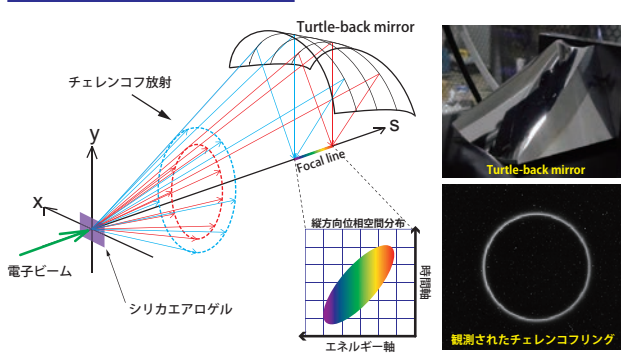 Turtle-back mirror
チェレンコフ放射
y
S
Focal line
x
Turtle-back mirror
縦方向位相空間分布
電子ビーム
時間軸
シリカエアロゲル
エネルギー軸
観測されたチェレンコフリング